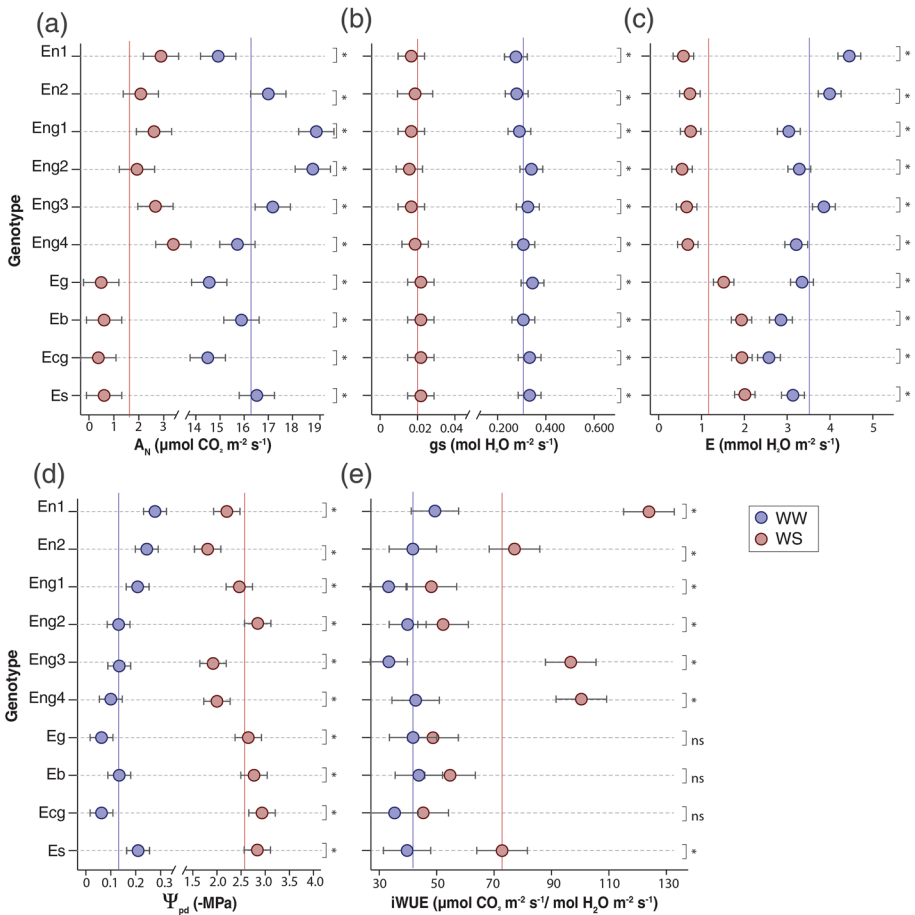 (a)
(b)
(c)
Genotype
En1
En2
Eng1
Eng2
Eng3
Eng4
Eg
Eb
Ecg
Es
* * * * * * * * * *
* * * * * * * * * *
* * * * * * * * * *
0 1 2 3 14 15 16 17 18 19
0 0.02 0.04 0.200 0.400 0.600
0 1 2 3 4 5
A_N (µmol CO₂ m⁻² s⁻¹)
gs (mol H₂O m⁻² s⁻¹)
E (mmol H₂O m⁻² s⁻¹)
(d)
(e)
Genotype
En1
En2
Eng1
Eng2
Eng3
Eng4
Eg
Eb
Ecg
Es
* * * * * * * * * *
* * * * * * ns ns ns *
WW
WS
0 0.1 0.2 0.3 1.5 2.0 2.5 3.0 3.5 4.0
30 50 70 90 110 130
Ψpd (-MPa)
iWUE (µmol CO₂ m⁻² s⁻¹/ mol H₂O m⁻² s⁻¹)